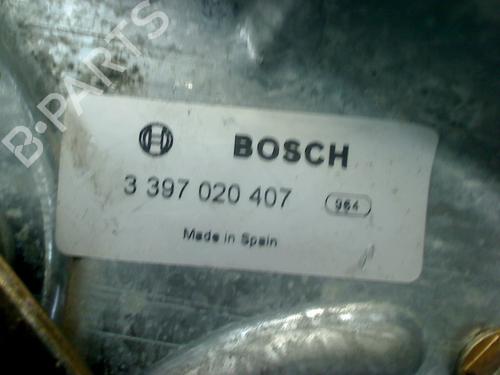 B-PARTS
BOSCH
3 397 020 407 964
Made in Spain